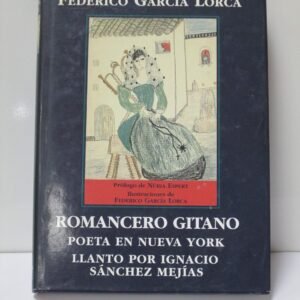 FEDERICO GARCÍA LORCA
Prólogo de NURIA ESPERT
Ilustraciones de
FEDERICO GARCÍA LORCA
ROMANCERO GITANO
POETA EN NUEVA YORK
LLANTO POR IGNACIO
SÁNCHEZ MEJÍAS